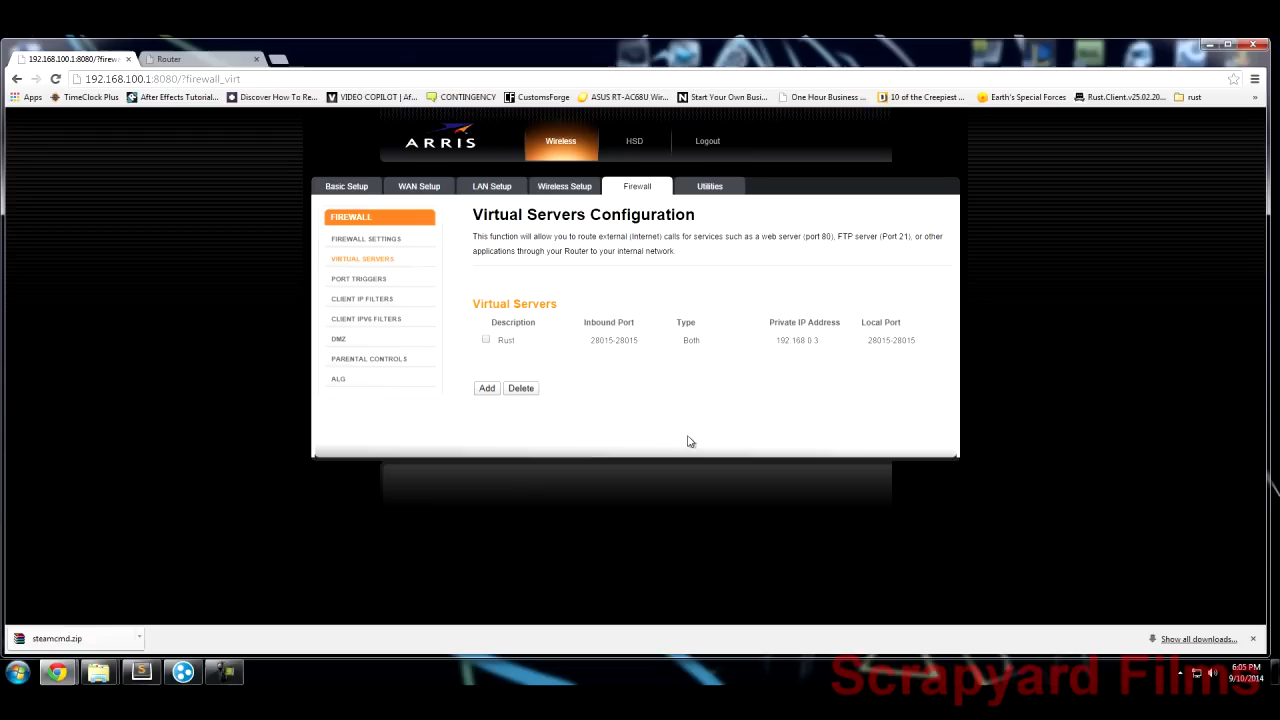 192.168.100.1:8080/?firew
Router
192.168.100.1:8080/?firewall_virt
Apps
TimeClock Plus
After Effects Tutorial...
Discover How To Re...
VIDEO COPILOT | Af...
CONTINGENCY
CustomsForge
ASUS RT-AC68U Wir...
Start Your Own Busi...
One Hour Business ...
10 of the Creepiest ...
Earth's Special Forces
Rust.Client.v25.02.20...
rust
»
ARRIS
Wireless
HSD
Logout
Basic Setup
WAN Setup
LAN Setup
Wireless Setup
Firewall
Utilities
FIREWALL
FIREWALL SETTINGS
VIRTUAL SERVERS
PORT TRIGGERS
CLIENT IP FILTERS
CLIENT IPV6 FILTERS
DMZ
PARENTAL CONTROLS
ALG
Virtual Servers Configuration
This function will allow you to route external (Internet) calls for services such as a web server (port 80), FTP server (Port 21), or other
applications through your Router to your internal network.
Virtual Servers
Description Inbound Port Type Private IP Address Local Port
Rust 28015-28015 Both 192.168.0.3 28015-28015
Add Delete
steamcmd.zip
Show all downloads...
6:05 PM
9/10/2014
Scrapyard Films